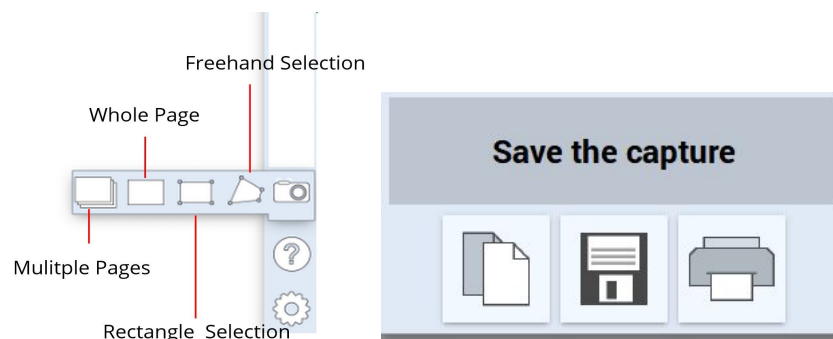 Freehand Selection
Whole Page
Mulitple Pages
Rectangle Selection
Save the capture
?